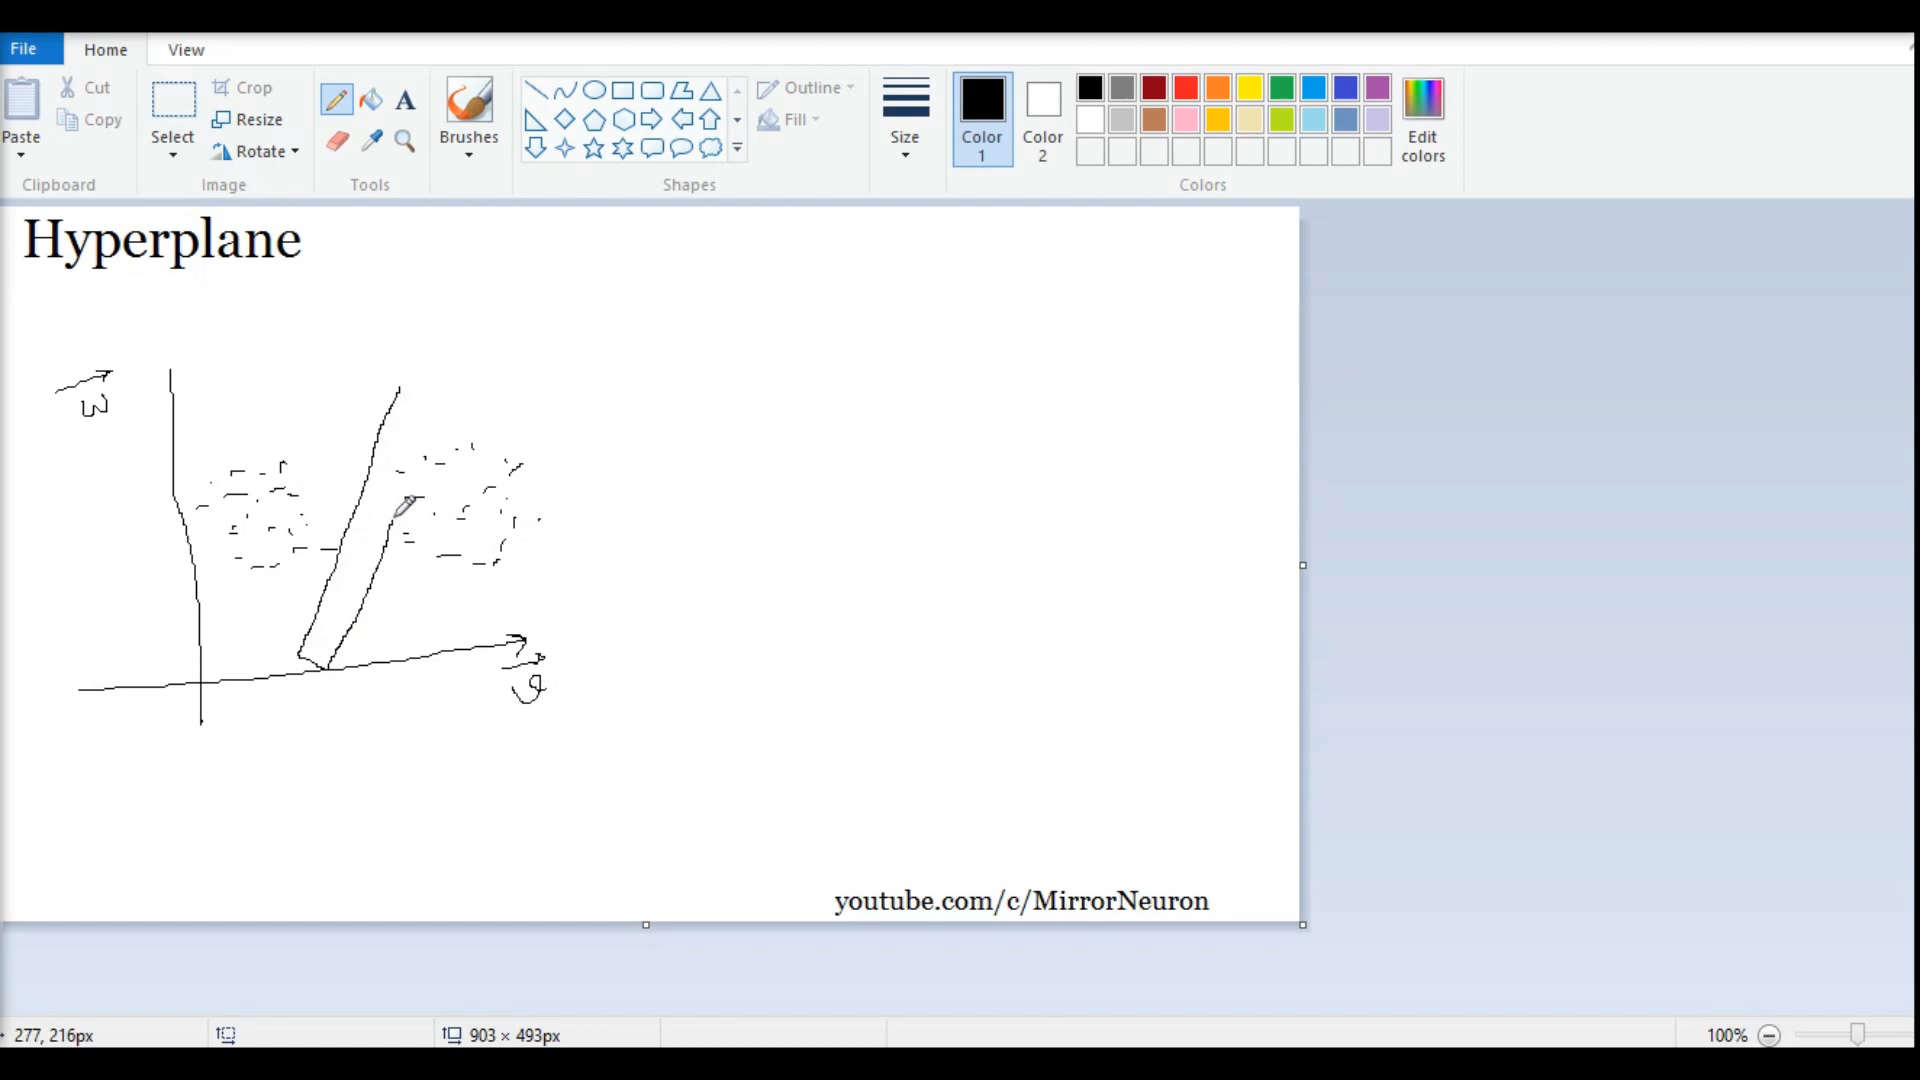 File Home View
Cut
Copy
Paste
Clipboard
Crop
Resize
Rotate
Select
Image
Tools
Brushes
Shapes
Outline
Fill
Size
Color 1
Color 2
Edit colors
Colors
Hyperplane
youtube.com/c/MirrorNeuron
277, 216px
903 × 493px
100%